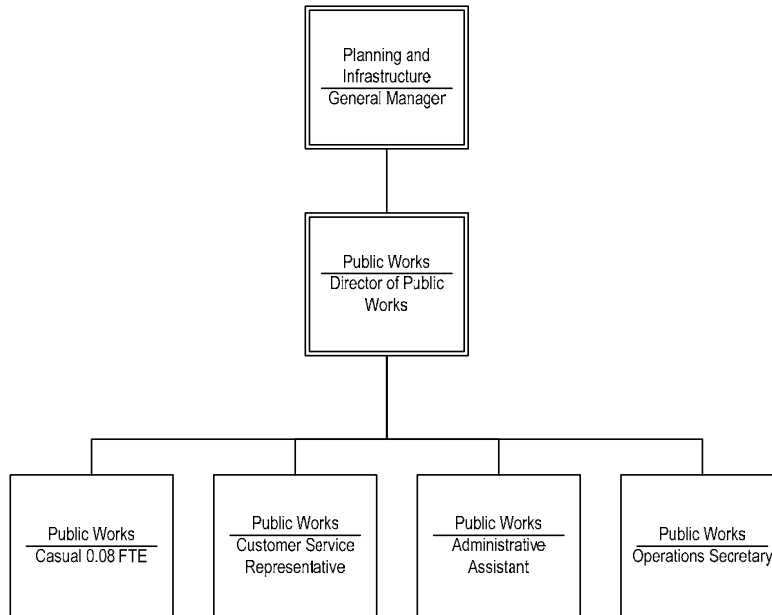 Planning and
Infrastructure
General Manager
Public Works
Director of Public
Works
Public Works
Casual 0.08 FTE
Public Works
Customer Service
Representative
Public Works
Administrative
Assistant
Public Works
Operations Secretary